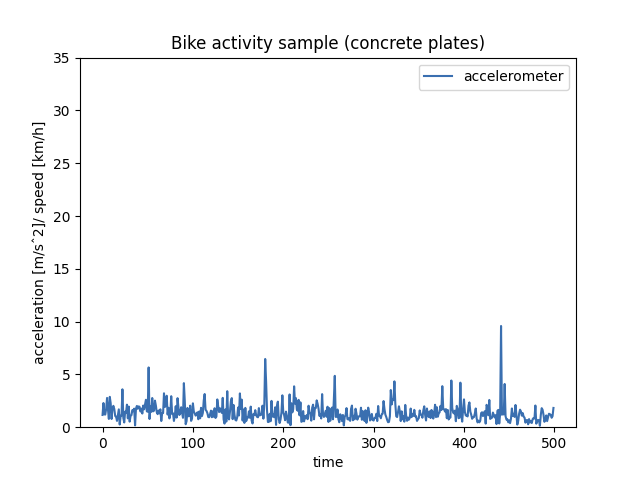 Bike activity sample (concrete plates)
accelerometer
35
30
25
20
15
10
5
0
acceleration [m/sˆ2]/ speed [km/h]
0 100 200 300 400 500
time